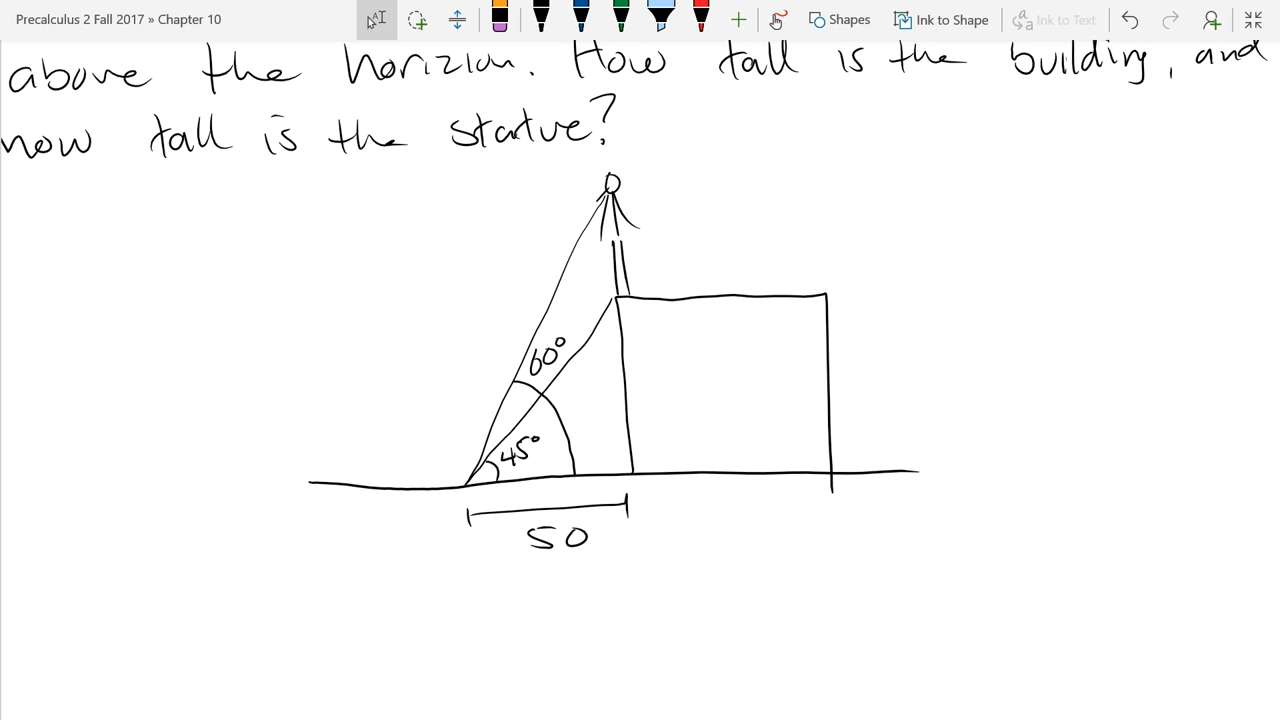 Precalculus 2 Fall 2017 » Chapter 10
Shapes
Ink to Shape
Ink to Text
above the horizion. How tall is the building, and
how tall is the statue?
60°
45°
50